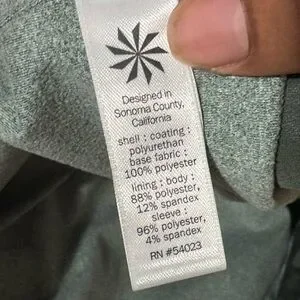 Designed in
Sonoma County,
California
shell : coating :
polyurethan
base fabric :
100% polyester
lining : body :
88% polyester,
12% spandex
sleeve :
96% polyester,
4% spandex
RN #54023